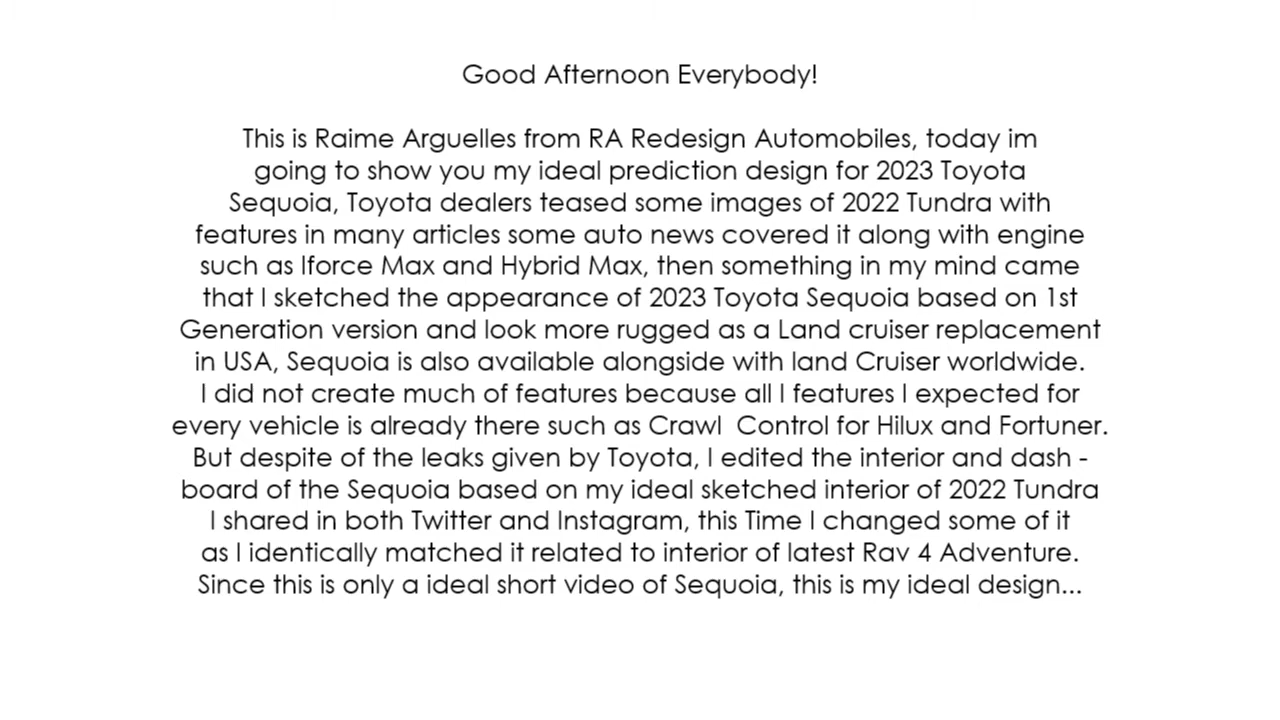 Good Afternoon Everybody!
This is Raime Arguelles from RA Redesign Automobiles, today im
going to show you my ideal prediction design for 2023 Toyota
Sequoia, Toyota dealers teased some images of 2022 Tundra with
features in many articles some auto news covered it along with engine
such as Iforce Max and Hybrid Max, then something in my mind came
that I sketched the appearance of 2023 Toyota Sequoia based on 1st
Generation version and look more rugged as a Land cruiser replacement
in USA, Sequoia is also available alongside with land Cruiser worldwide.
I did not create much of features because all I features I expected for
every vehicle is already there such as Crawl  Control for Hilux and Fortuner.
But despite of the leaks given by Toyota, I edited the interior and dash -
board of the Sequoia based on my ideal sketched interior of 2022 Tundra
I shared in both Twitter and Instagram, this Time I changed some of it
as I identically matched it related to interior of latest Rav 4 Adventure.
Since this is only a ideal short video of Sequoia, this is my ideal design...